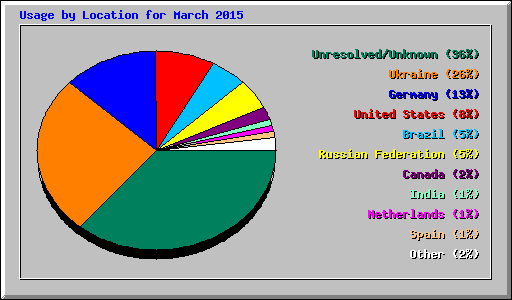 Usage by Location for March 2015
Unresolved/Unknown (36%)
Ukraine (26%)
Germany (13%)
United States (8%)
Brazil (5%)
Russian Federation (5%)
Canada (2%)
India (1%)
Netherlands (1%)
Spain (1%)
Other (2%)